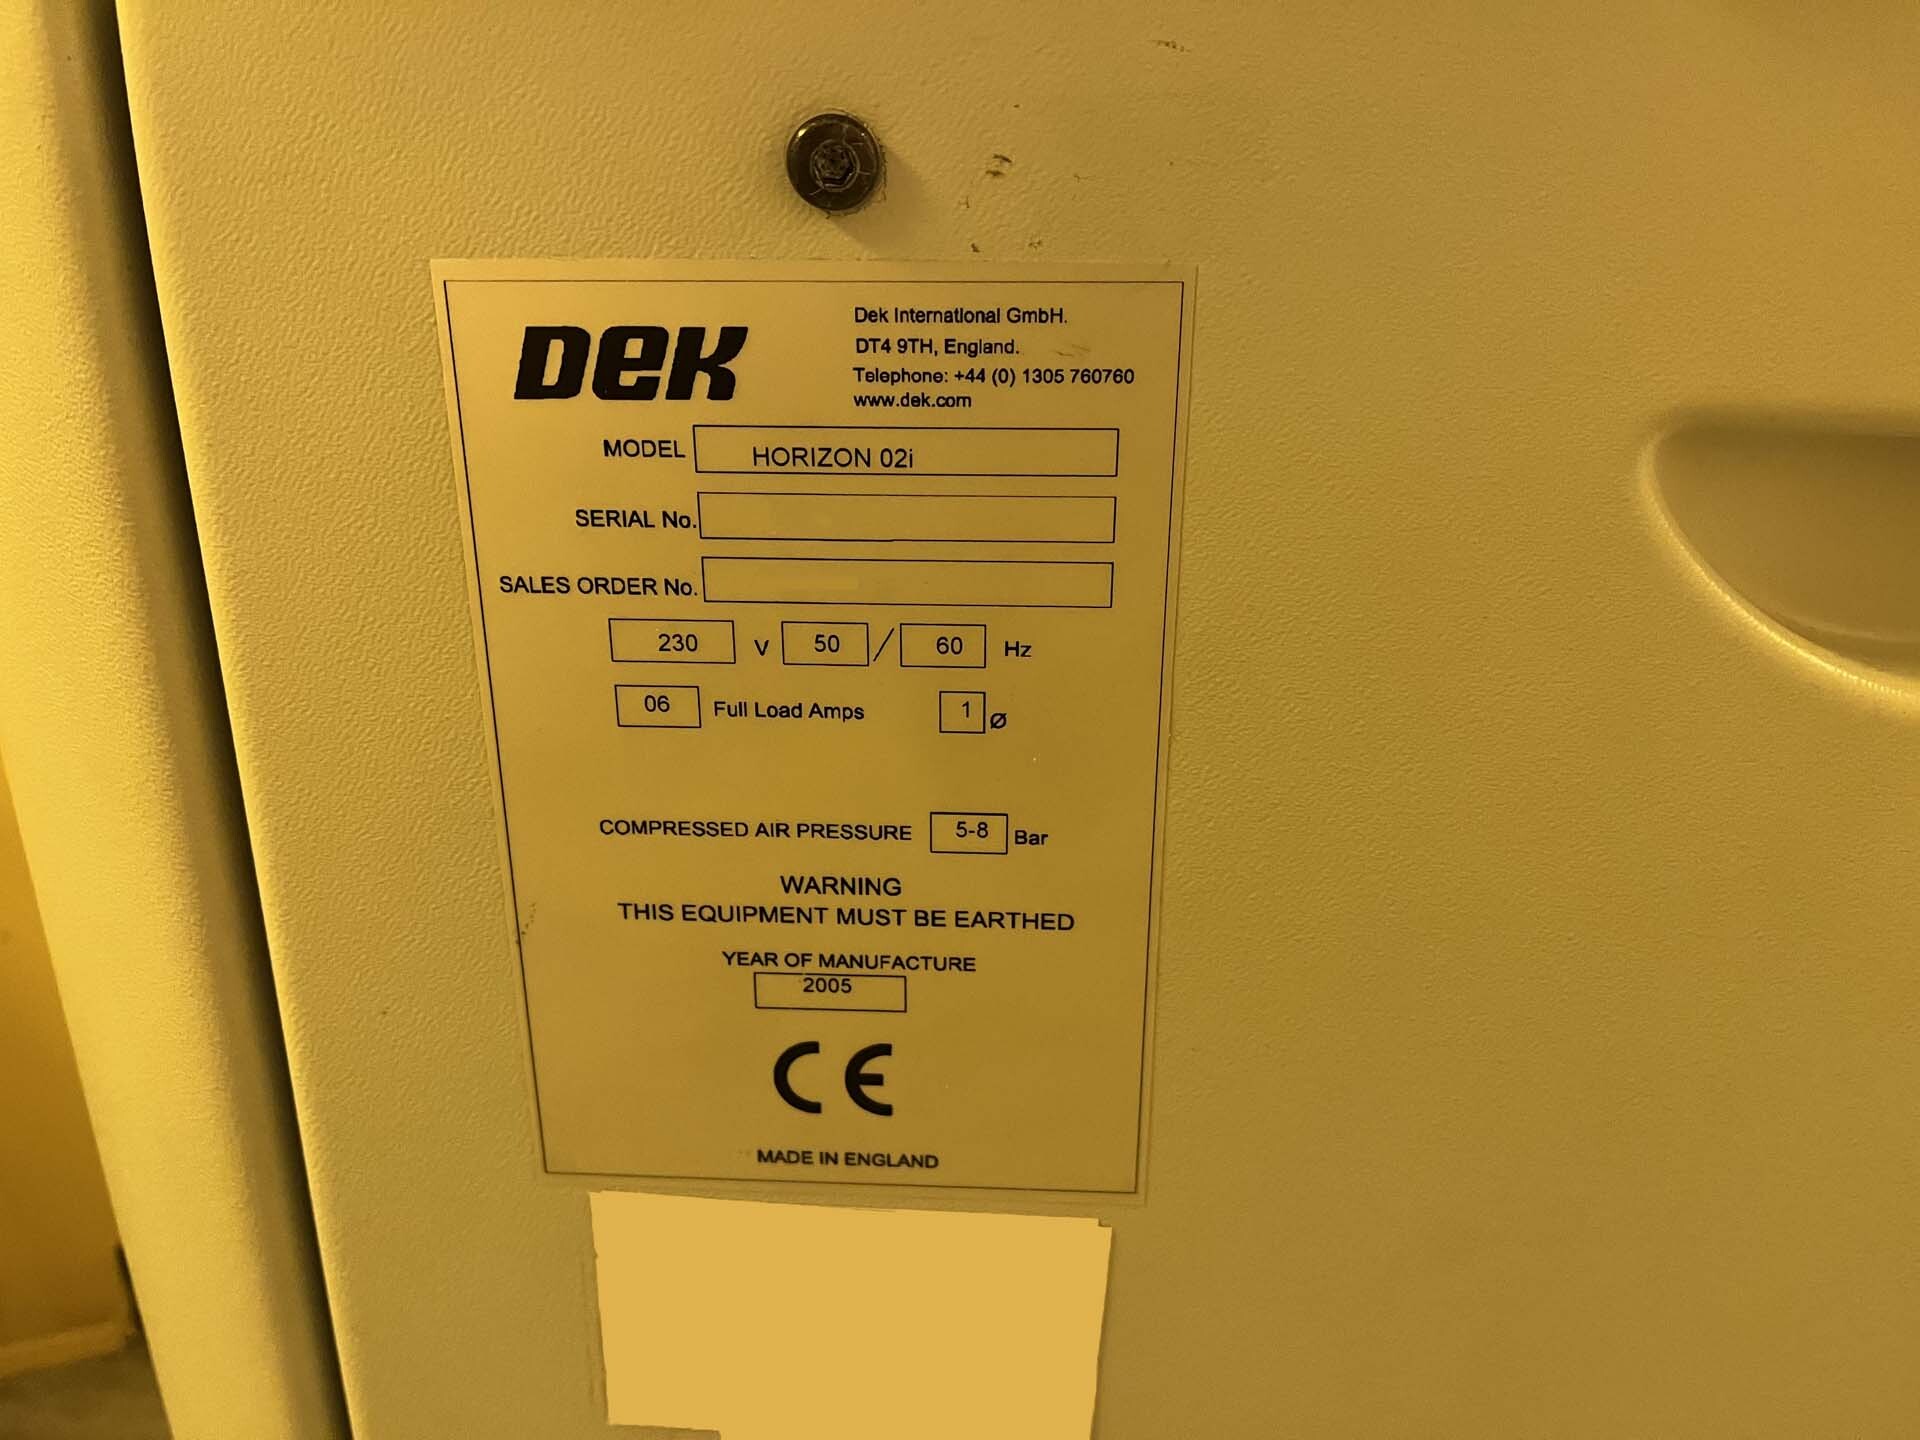 DEK
Dek International GmbH.
DT4 9TH, England.
Telephone: +44 (0) 1305 760760
www.dek.com
MODEL HORIZON 02i
SERIAL No.
SALES ORDER No.
230 V 50 / 60 Hz
06 Full Load Amps 1 Ø
COMPRESSED AIR PRESSURE 5-8 Bar
WARNING
THIS EQUIPMENT MUST BE EARTHED
YEAR OF MANUFACTURE
2005
CE
MADE IN ENGLAND